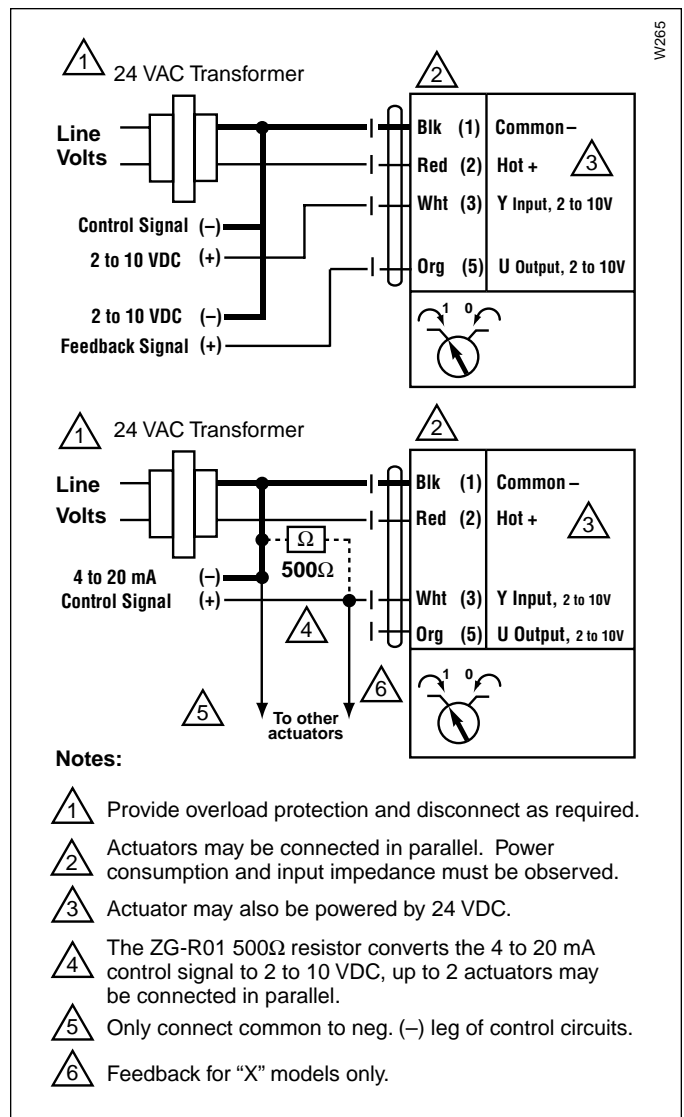 W265
1 24 VAC Transformer 2
Line Volts
Blk (1) Common –
Red (2) Hot + 3
Wht (3) Y Input, 2 to 10V
Control Signal (–)
2 to 10 VDC (+)
Org (5) U Output, 2 to 10V
2 to 10 VDC (–)
Feedback Signal (+)
1 0
1 24 VAC Transformer 2
Line
Volts
Blk (1) Common –
Red (2) Hot + 3
Ω
500Ω
4 to 20 mA (–)
Control Signal (+)
Wht (3) Y Input, 2 to 10V
Org (5) U Output, 2 to 10V
4
5
6
1 0
To other
actuators
Notes:
1 Provide overload protection and disconnect as required.
2 Actuators may be connected in parallel. Power
consumption and input impedance must be observed.
3 Actuator may also be powered by 24 VDC.
4 The ZG-R01 500Ω resistor converts the 4 to 20 mA
control signal to 2 to 10 VDC, up to 2 actuators may
be connected in parallel.
5 Only connect common to neg. (–) leg of control circuits.
6 Feedback for “X” models only.